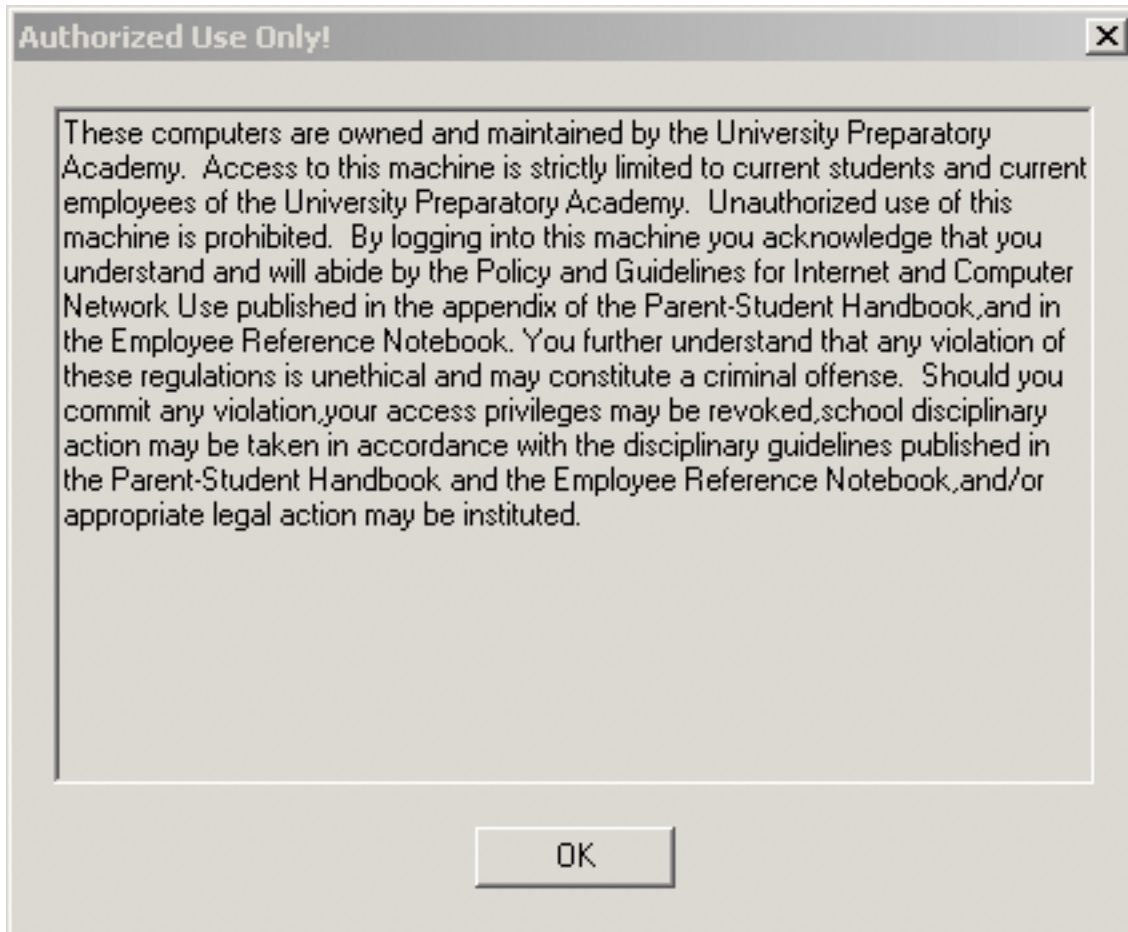 Authorized Use Only!
These computers are owned and maintained by the University Preparatory
Academy.  Access to this machine is strictly limited to current students and current
employees of the University Preparatory Academy.  Unauthorized use of this
machine is prohibited.  By logging into this machine you acknowledge that you
understand and will abide by the Policy and Guidelines for Internet and Computer
Network Use published in the appendix of the Parent-Student Handbook,and in
the Employee Reference Notebook. You further understand that any violation of
these regulations is unethical and may constitute a criminal offense.  Should you
commit any violation,your access privileges may be revoked,school disciplinary
action may be taken in accordance with the disciplinary guidelines published in
the Parent-Student Handbook and the Employee Reference Notebook,and/or
appropriate legal action may be instituted.
OK